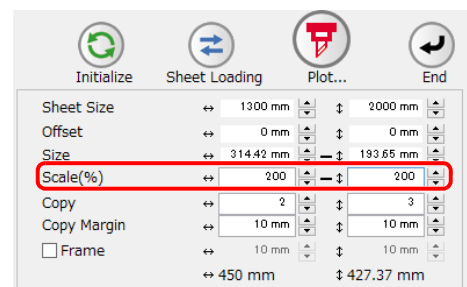 Initialize Sheet Loading Plot... End
Sheet Size ↔ 1300 mm ↕ 2000 mm
Offset ↔ 0 mm ↕ 0 mm
Size ↔ 314.42 mm ↕ 193.65 mm
Scale(%) ↔ 200 ↕ 200
Copy ↔ 2 ↕ 3
Copy Margin ↔ 10 mm ↕ 10 mm
Frame ↔ 10 mm ↕ 10 mm
↔ 450 mm ↕ 427.37 mm